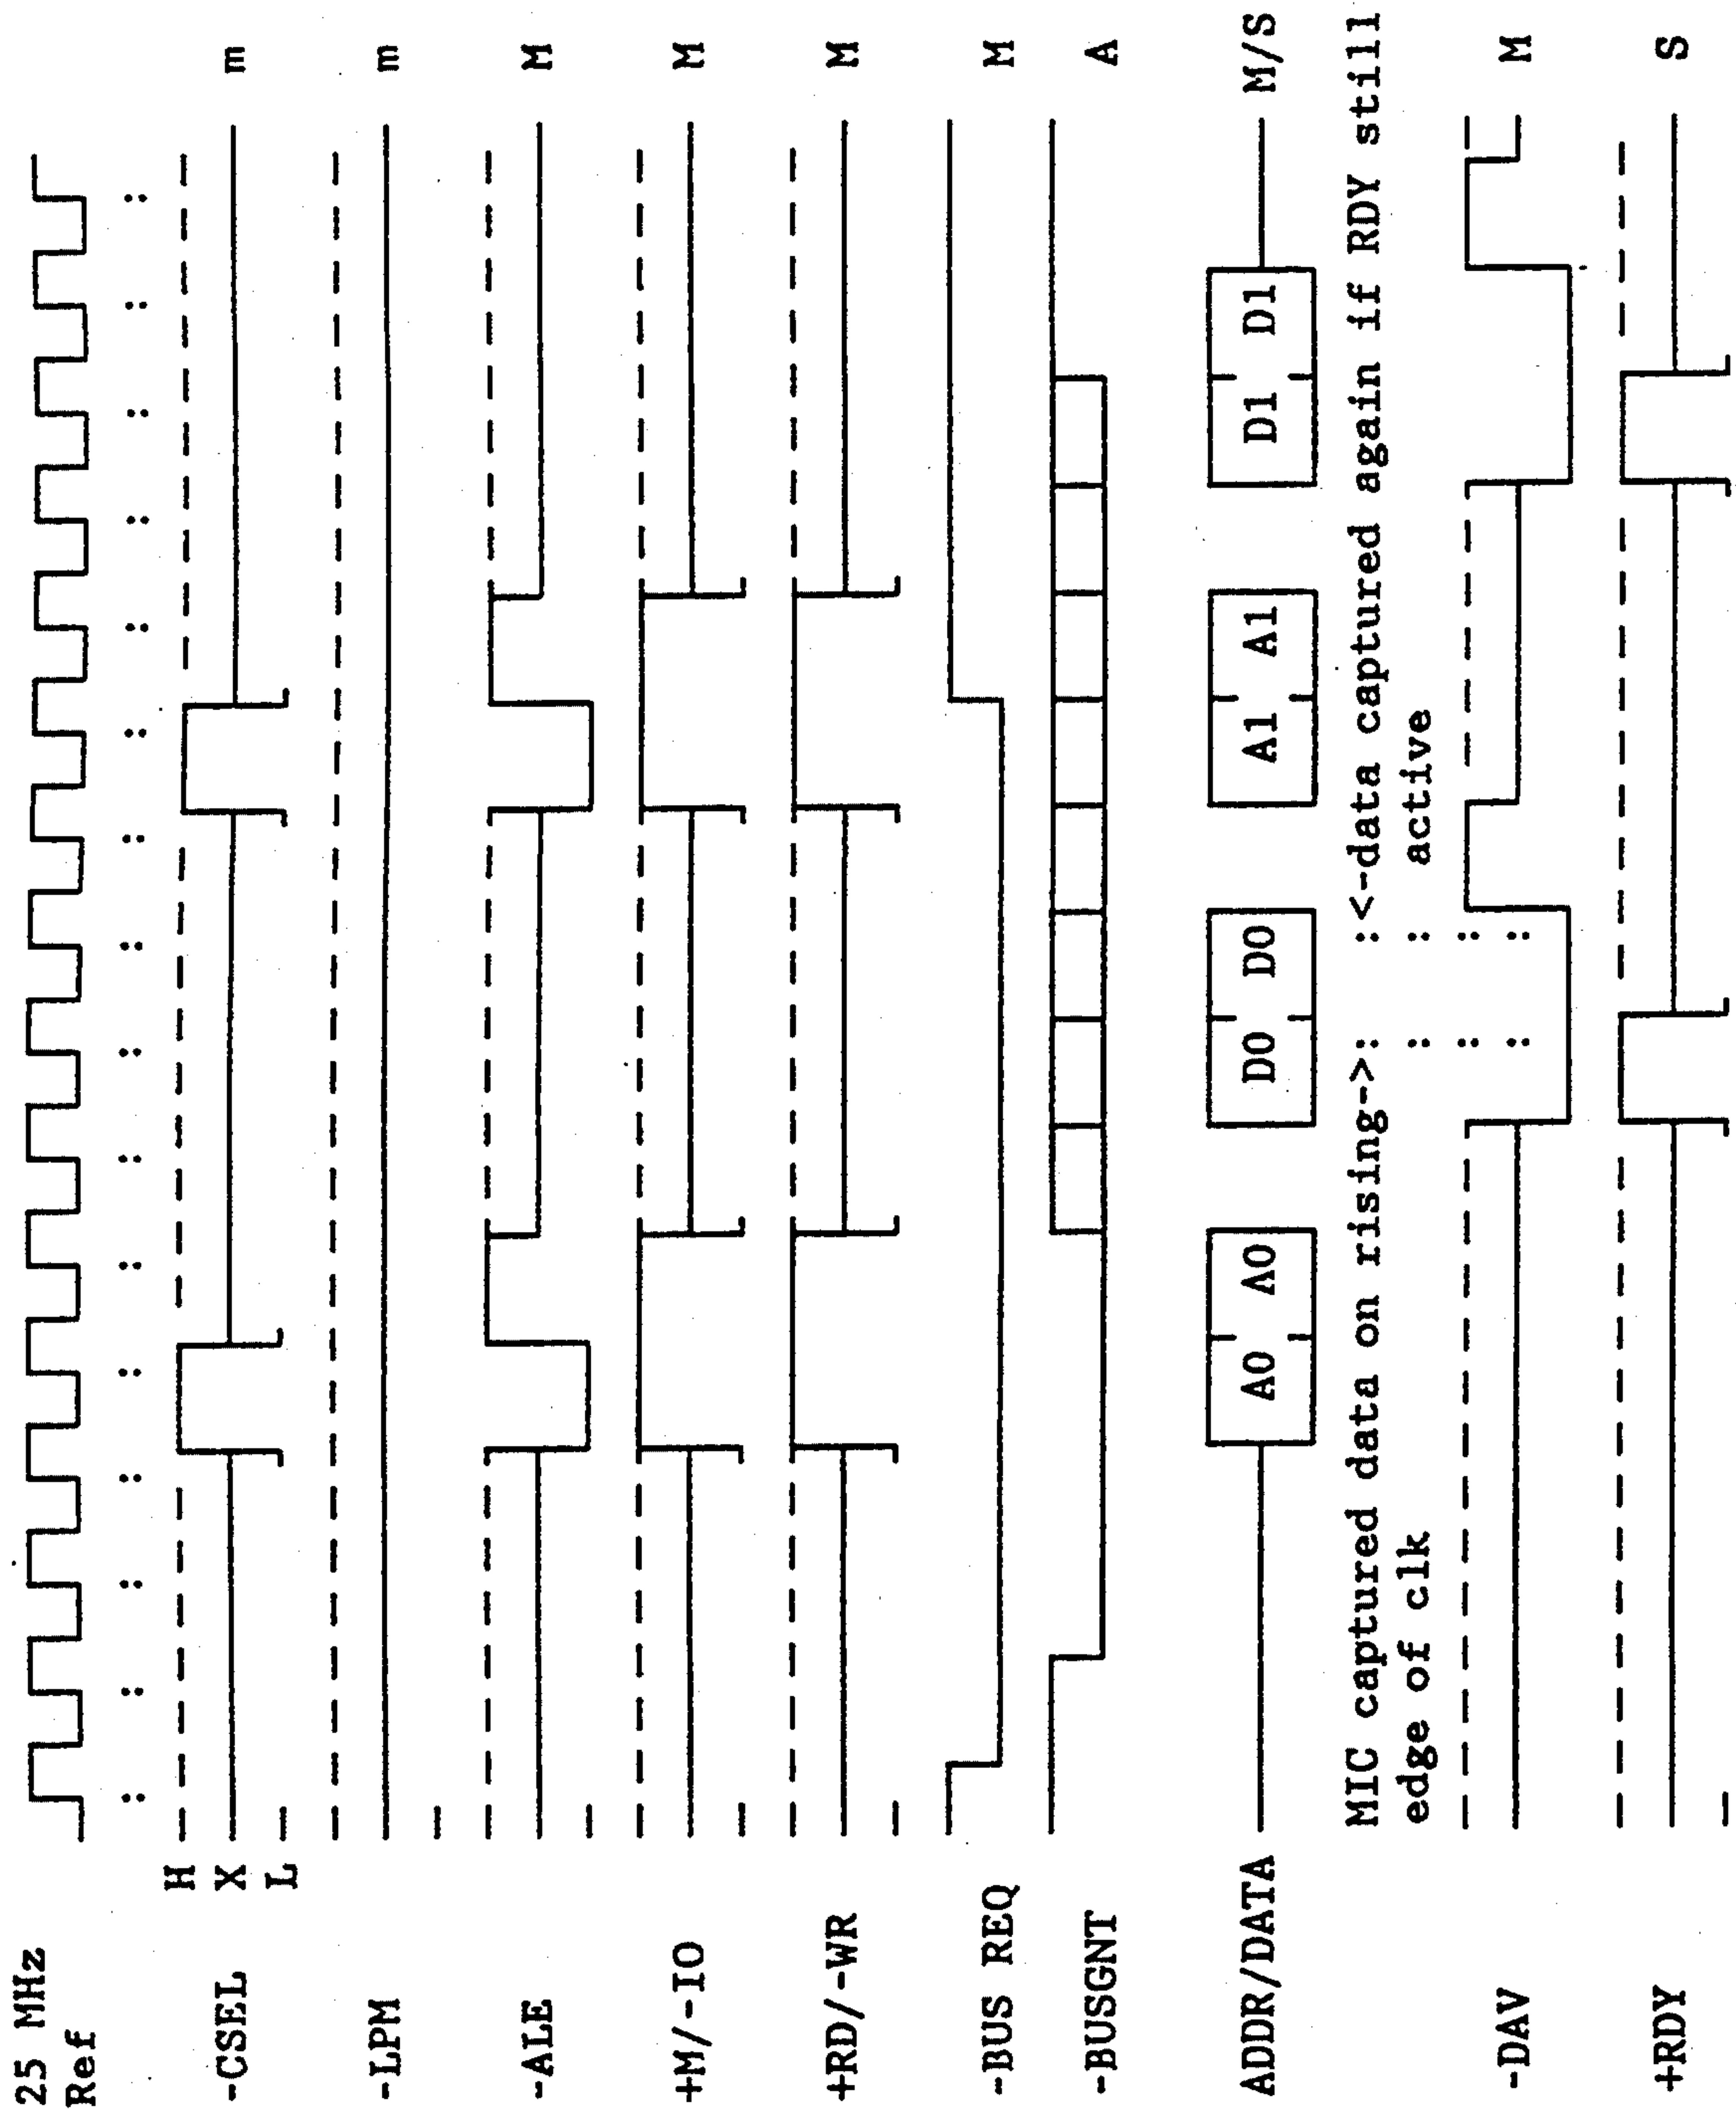 25 MHz
Ref
H
-CSEL X m
L
-LPM m
-ALE M
+M/-IO M
+RD/-WR M
-BUS REQ M
-BUSGNT A
ADDR/DATA A0 A0 D0 D0 A1 A1 D1 D1 M/S
MIC captured data on rising->: :<-data captured again if RDY still
edge of clk : : active
-DAV M
+RDY S